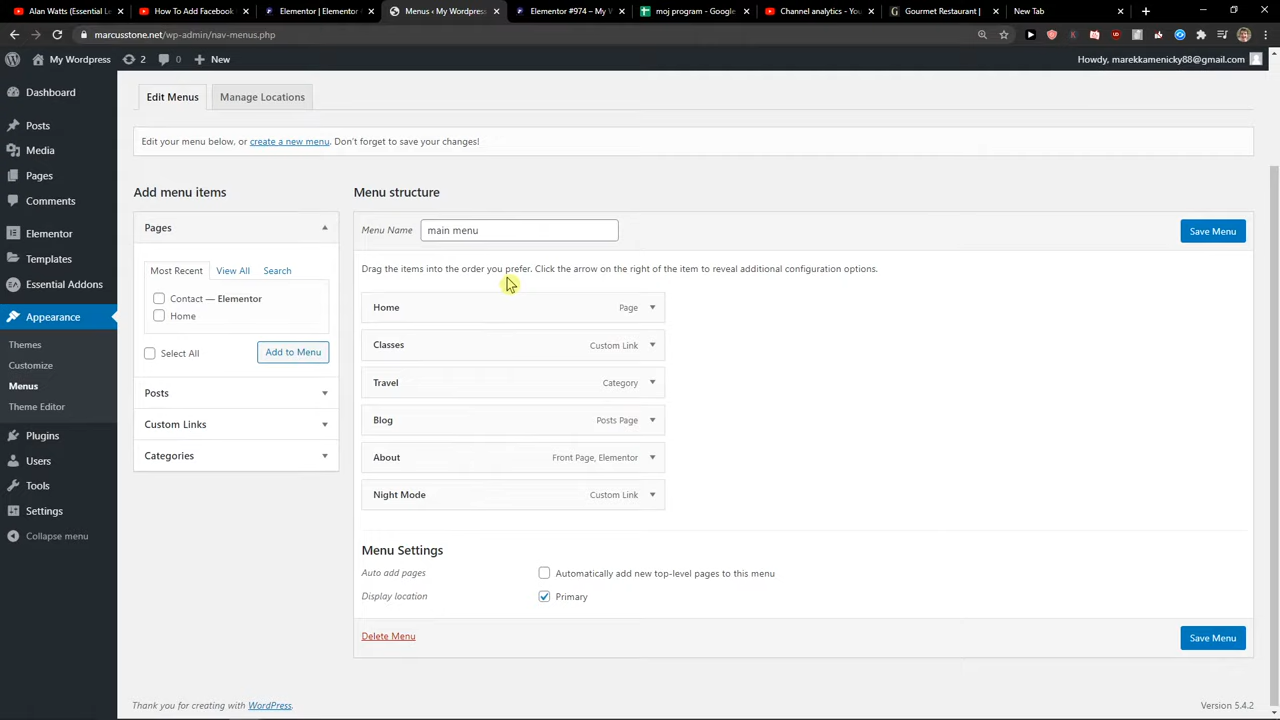 Alan Watts (Essential Le
How To Add Facebook
Elementor | Elementor
Menus ‹ My Wordpress
Elementor #974 – My W
moj program - Google
Channel analytics - You
Gourmet Restaurant |
New Tab
marcusstone.net/wp-admin/nav-menus.php
My Wordpress
2
0
New
Howdy, marekkamenicky88@gmail.com
Dashboard
Posts
Media
Pages
Comments
Elementor
Templates
Essential Addons
Appearance
Themes
Customize
Menus
Theme Editor
Plugins
Users
Tools
Settings
Collapse menu
Edit Menus
Manage Locations
Edit your menu below, or create a new menu. Don't forget to save your changes!
Add menu items
Pages
Most Recent
View All
Search
Contact — Elementor
Home
Select All
Add to Menu
Posts
Custom Links
Categories
Menu structure
Menu Name
main menu
Save Menu
Drag the items into the order you prefer. Click the arrow on the right of the item to reveal additional configuration options.
Home Page
Classes Custom Link
Travel Category
Blog Posts Page
About Front Page, Elementor
Night Mode Custom Link
Menu Settings
Auto add pages
Automatically add new top-level pages to this menu
Display location
Primary
Delete Menu
Save Menu
Thank you for creating with WordPress.
Version 5.4.2